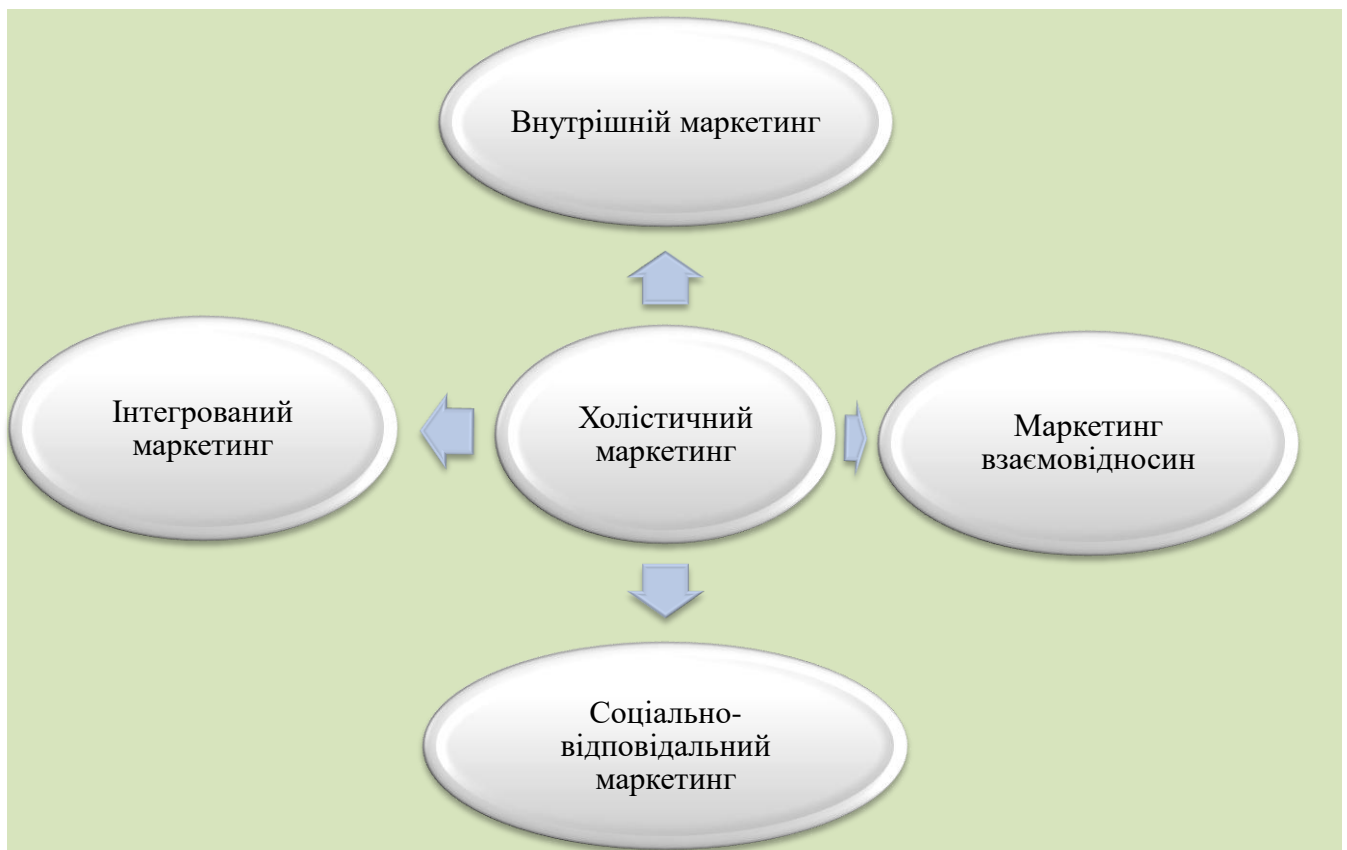 Внутрішній маркетинг
Інтегрований
маркетинг
Холістичний
маркетинг
Маркетинг
взаємовідносин
Соціально-
відповідальний
маркетинг